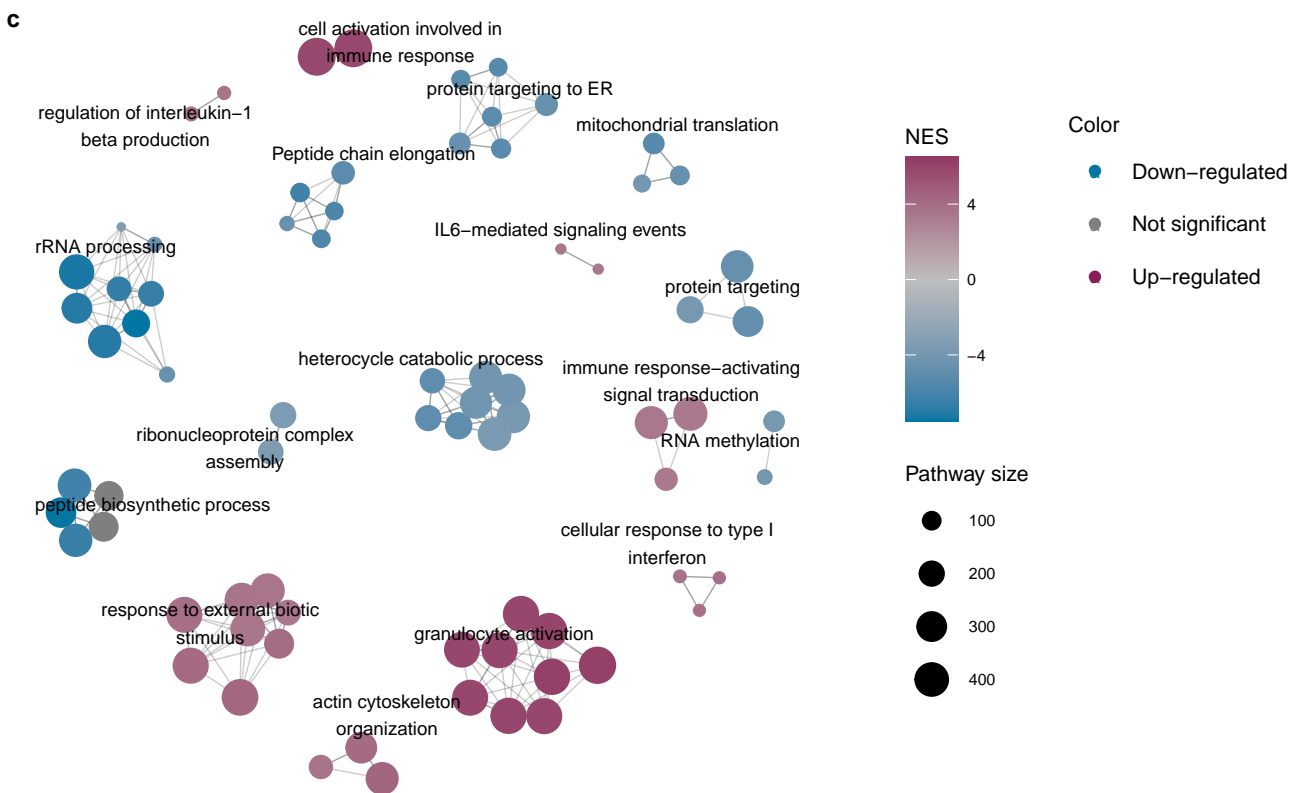 c
cell activation involved in
immune response
regulation of interleukin−1
beta production
protein targeting to ER
mitochondrial translation
Peptide chain elongation
rRNA processing
IL6−mediated signaling events
protein targeting
heterocycle catabolic process
immune response−activating
signal transduction
RNA methylation
ribonucleoprotein complex
assembly
peptide biosynthetic process
cellular response to type I
interferon
response to external biotic
stimulus
granulocyte activation
actin cytoskeleton
organization
NES
4
0
−4
Color
Down−regulated
Not significant
Up−regulated
Pathway size
100
200
300
400